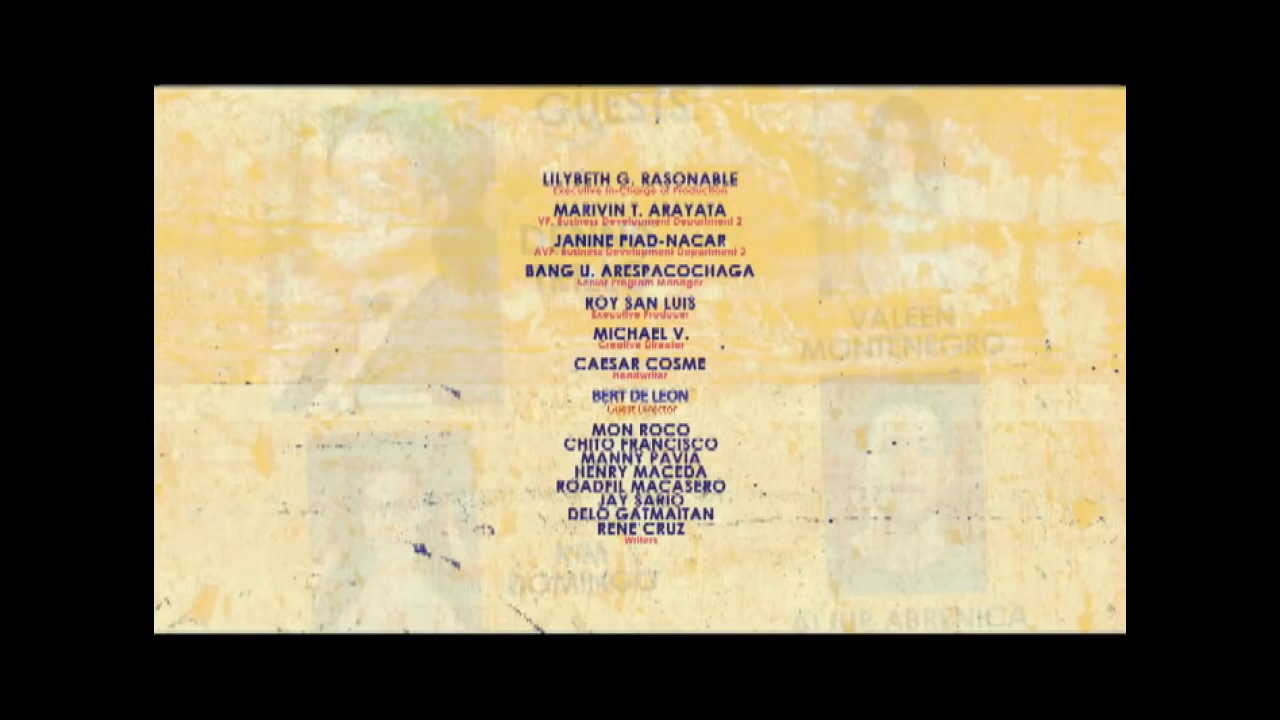 GUESTS
LILYBETH G. RASONABLE
Executive In-Charge of Production
MARIVIN T. ARAYATA
VP, Business Development Department 2
JANINE PIAD-NACAR
AVP, Business Development Department 2
BANG U. ARESPACOCHAGA
Senior Program Manager
ROY SAN LUIS
Executive Producer
VALEEN
MONTENEGRO
MICHAEL V.
Creative Director
CAESAR COSME
Headwriter
BERT DE LEON
Guest Director
MON ROCO
CHITO FRANCISCO
MANNY PAVIA
HENRY MACEDA
ROADFIL MACASERO
JAY SARIO
DELO GATMAITAN
RENE CRUZ
Writers
DOMINGO
ALJUR ABRENICA